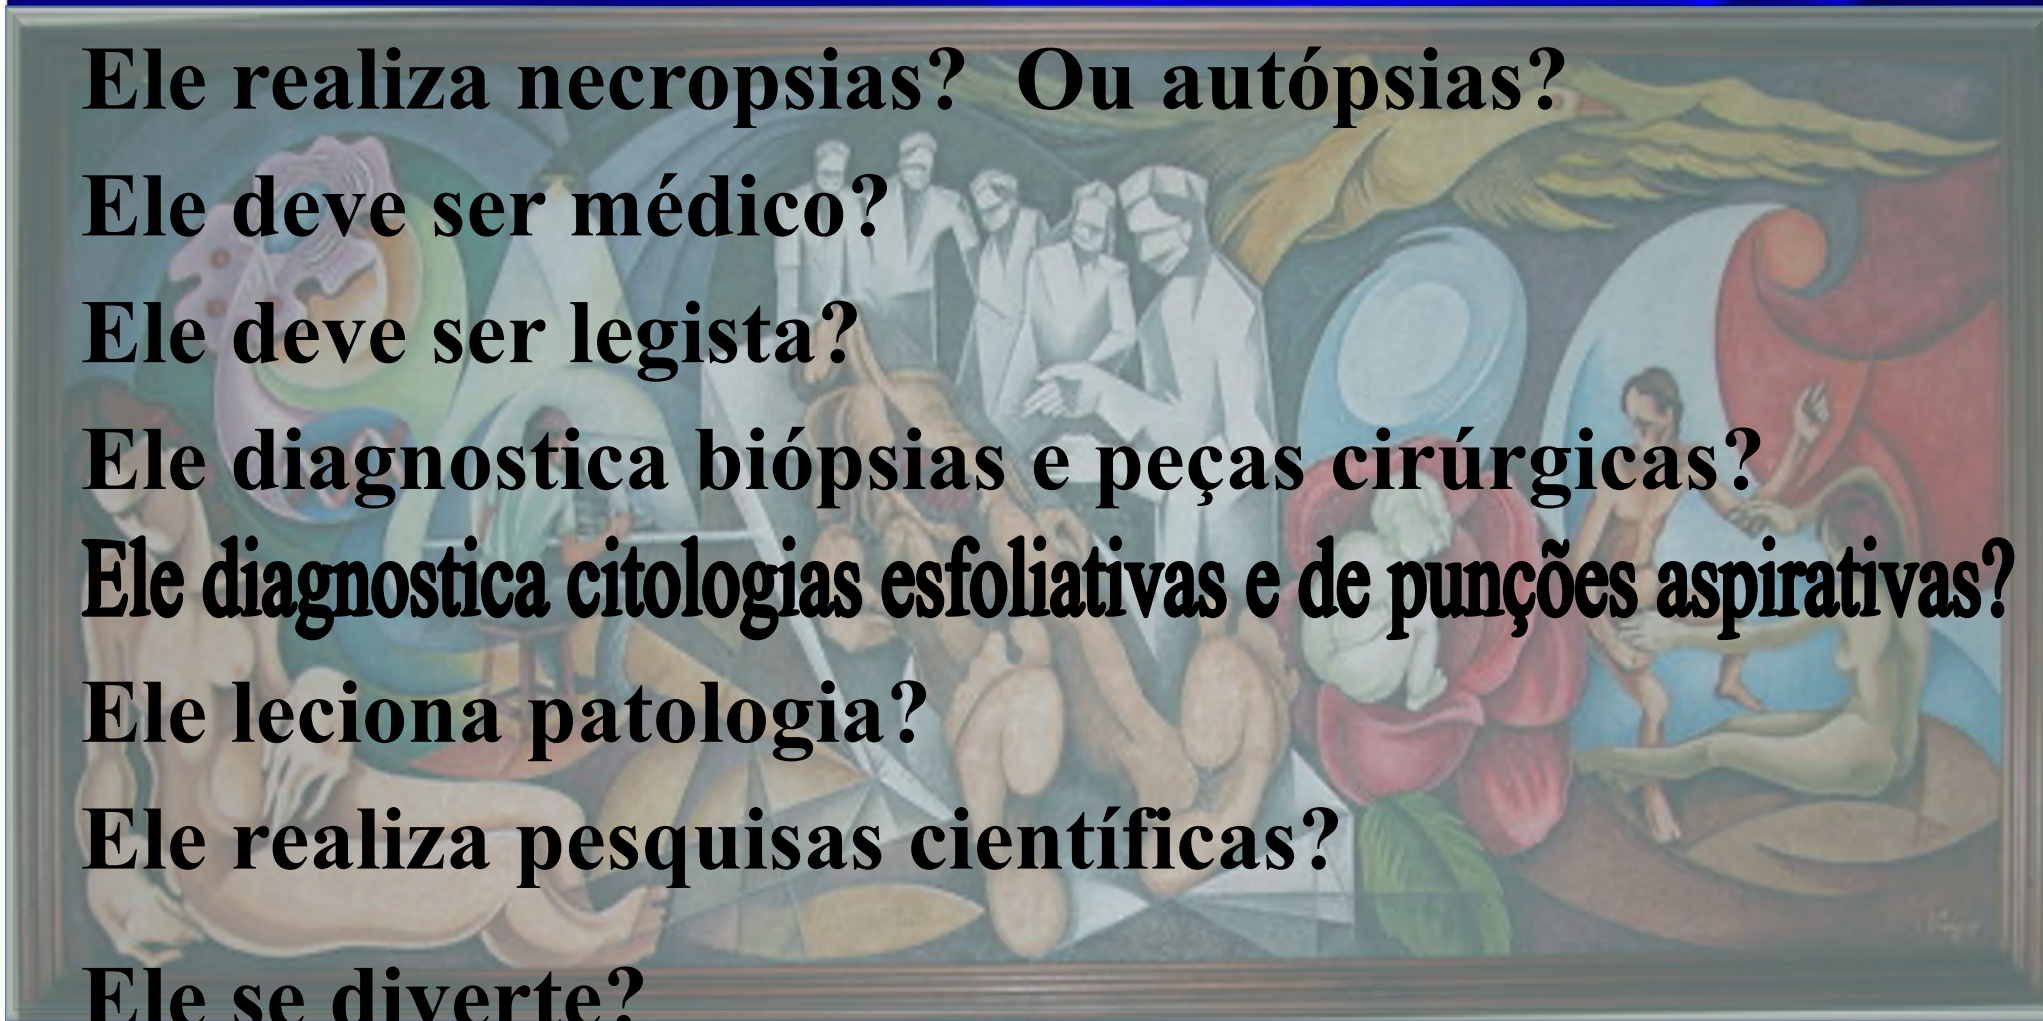 Ele realiza necropsias?  Ou autópsias?
Ele deve ser médico?
Ele deve ser legista?
Ele diagnostica biópsias e peças cirúrgicas?
Ele diagnostica citologias esfoliativas e de punções aspirativas?
Ele leciona patologia?
Ele realiza pesquisas científicas?
Ele se diverte?